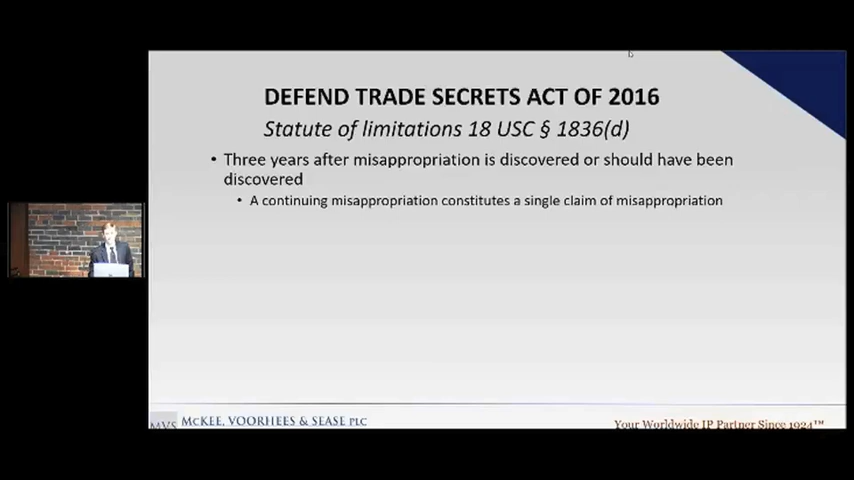 DEFEND TRADE SECRETS ACT OF 2016
Statute of limitations 18 USC § 1836(d)
• Three years after misappropriation is discovered or should have been
discovered
• A continuing misappropriation constitutes a single claim of misappropriation
MVS MCKEE, VOORHEES & SEASE PLC
Your Worldwide IP Partner Since 1924™